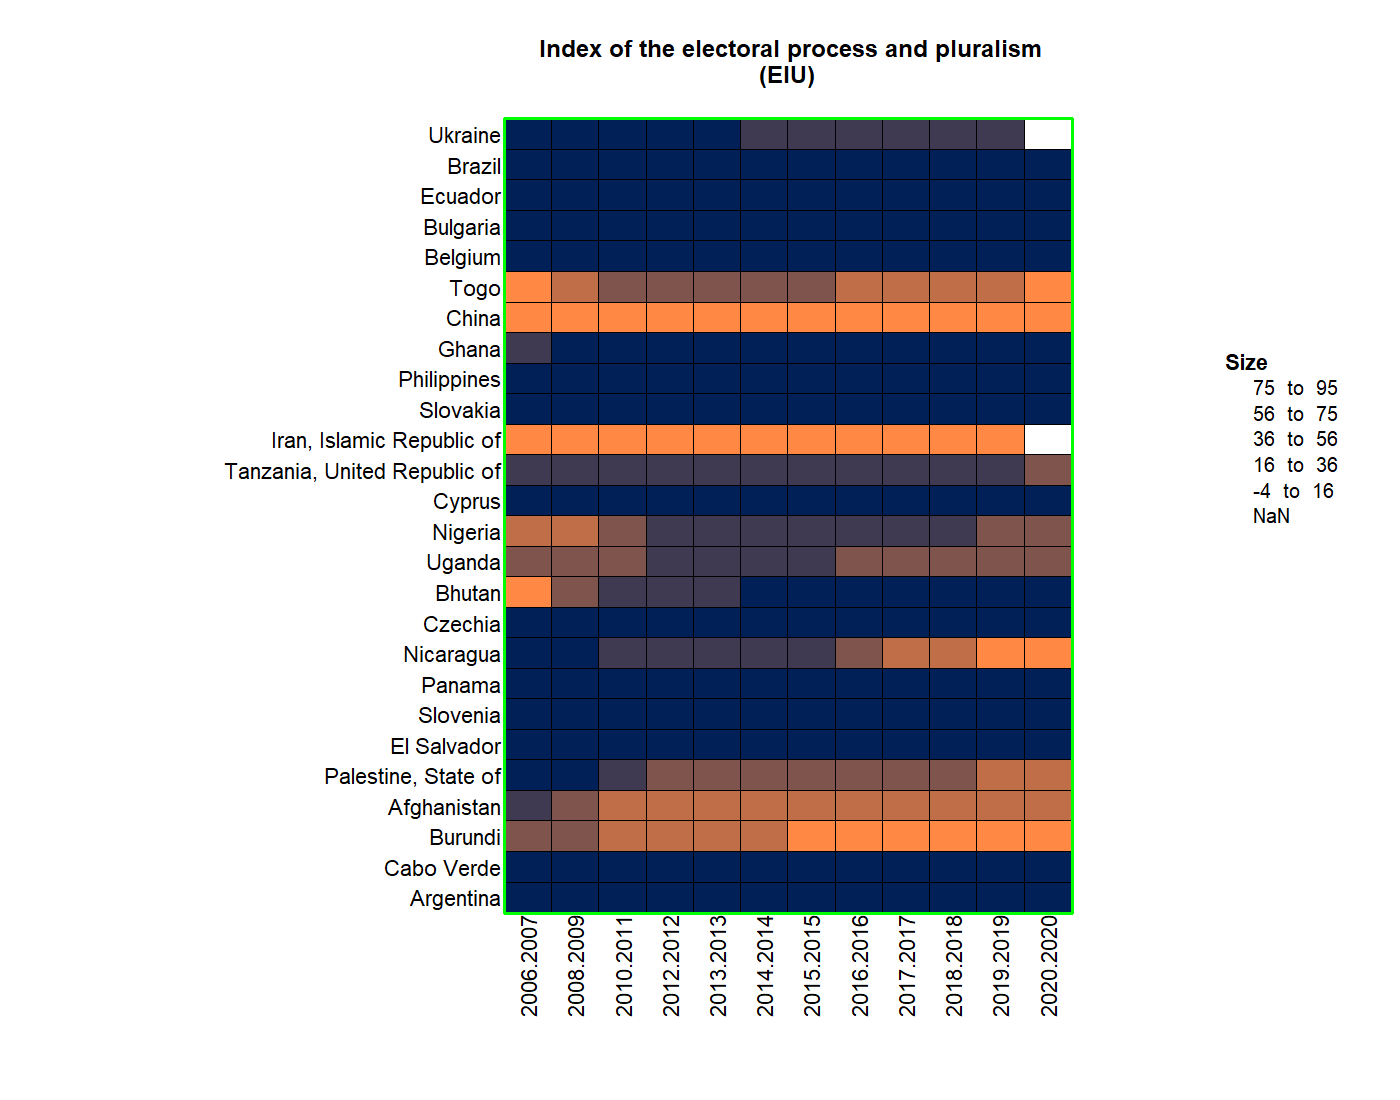 Index of the electoral process and pluralism
(EIU)
Ukraine
Brazil
Ecuador
Bulgaria
Belgium
Togo
China
Ghana
Philippines
Slovakia
Iran, Islamic Republic of
Tanzania, United Republic of
Cyprus
Nigeria
Uganda
Bhutan
Czechia
Nicaragua
Panama
Slovenia
El Salvador
Palestine, State of
Afghanistan
Burundi
Cabo Verde
Argentina
2006.2007
2008.2009
2010.2011
2012.2012
2013.2013
2014.2014
2015.2015
2016.2016
2017.2017
2018.2018
2019.2019
2020.2020
Size
75 to 95
56 to 75
36 to 56
16 to 36
-4 to 16
NaN